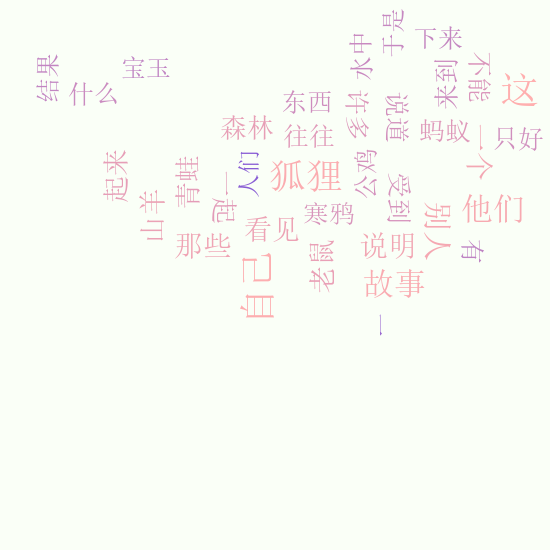 于是
下来
水中
结果
宝玉
来到
不能
什么
这
东西
多块
说道
森林
往往
蚂蚁
一个
只好
起来
青蛙
人们
狐狸
公鸡
受到
山羊
一起
寒鸦
别人
他们
那些
看见
说明
有
自己
老鼠
故事
一